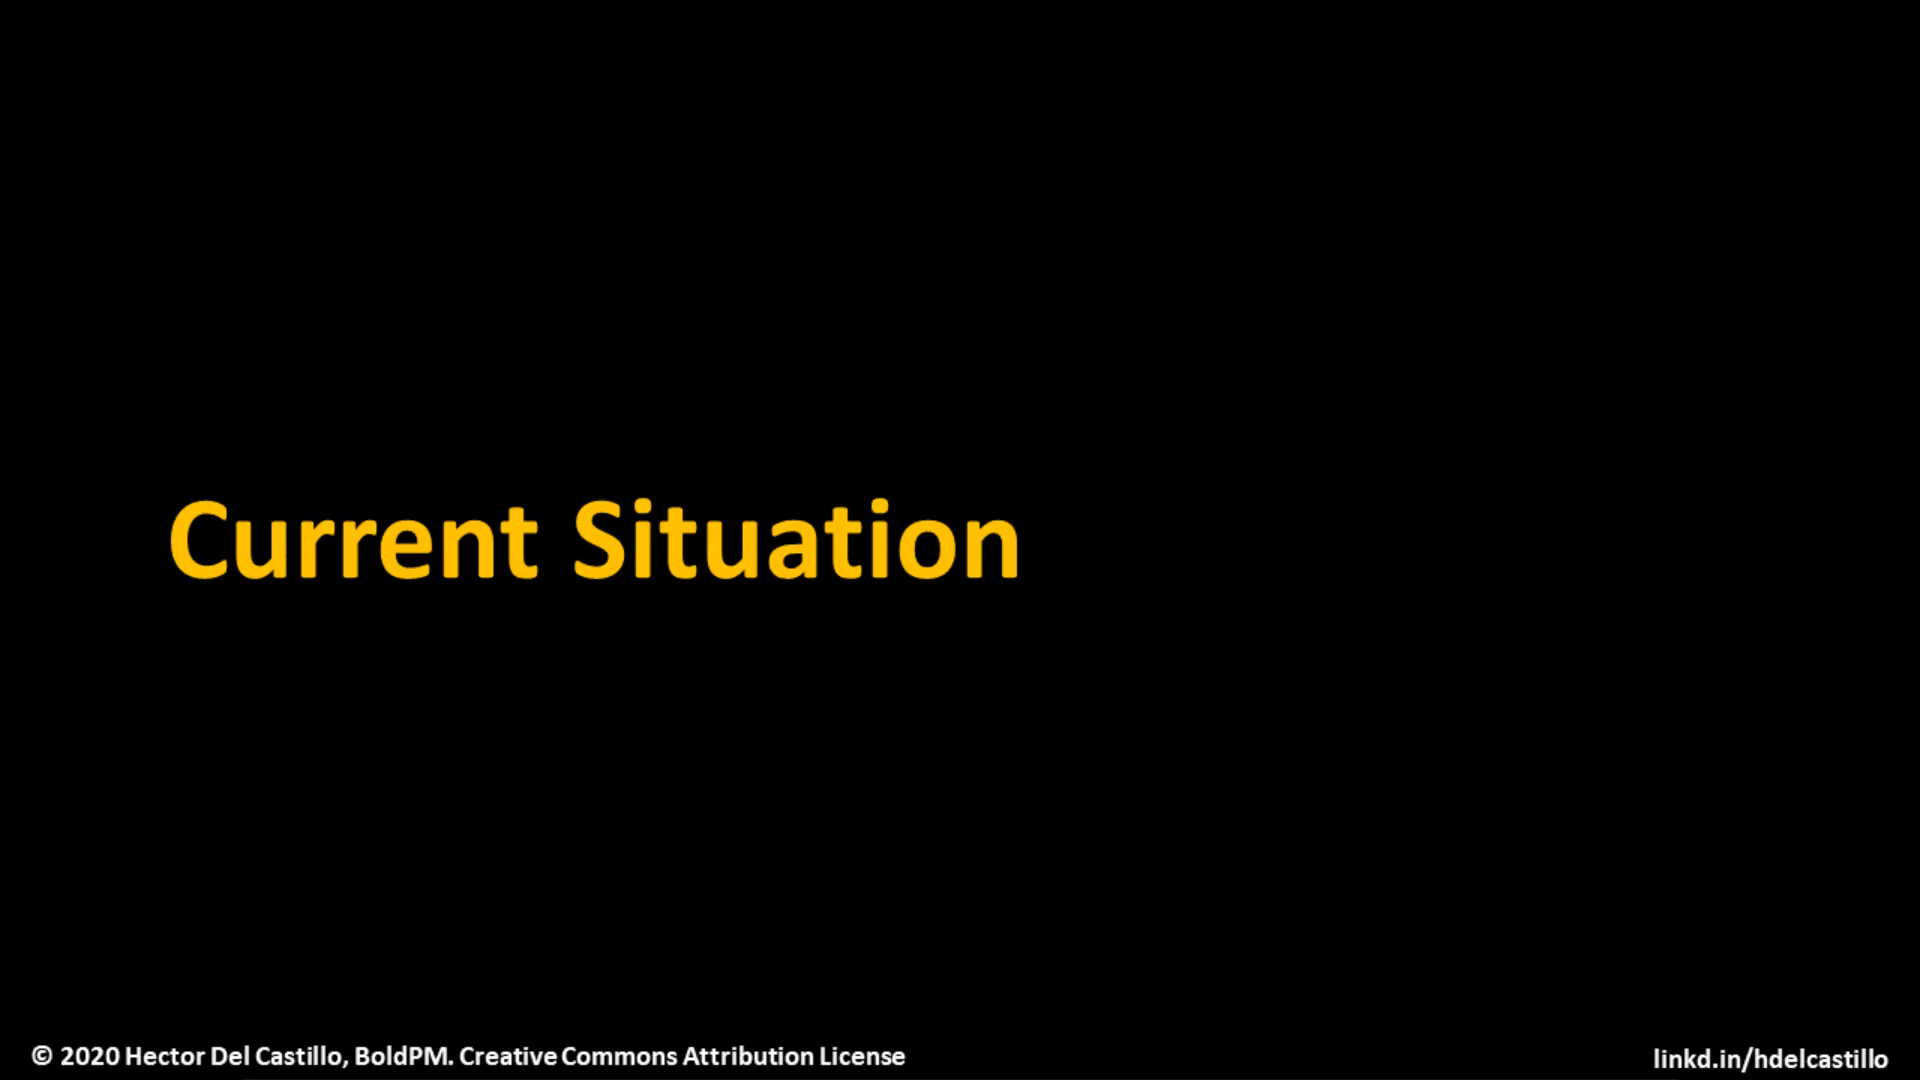 Current Situation
© 2020 Hector Del Castillo, BoldPM. Creative Commons Attribution License
linkd.in/hdelcastillo